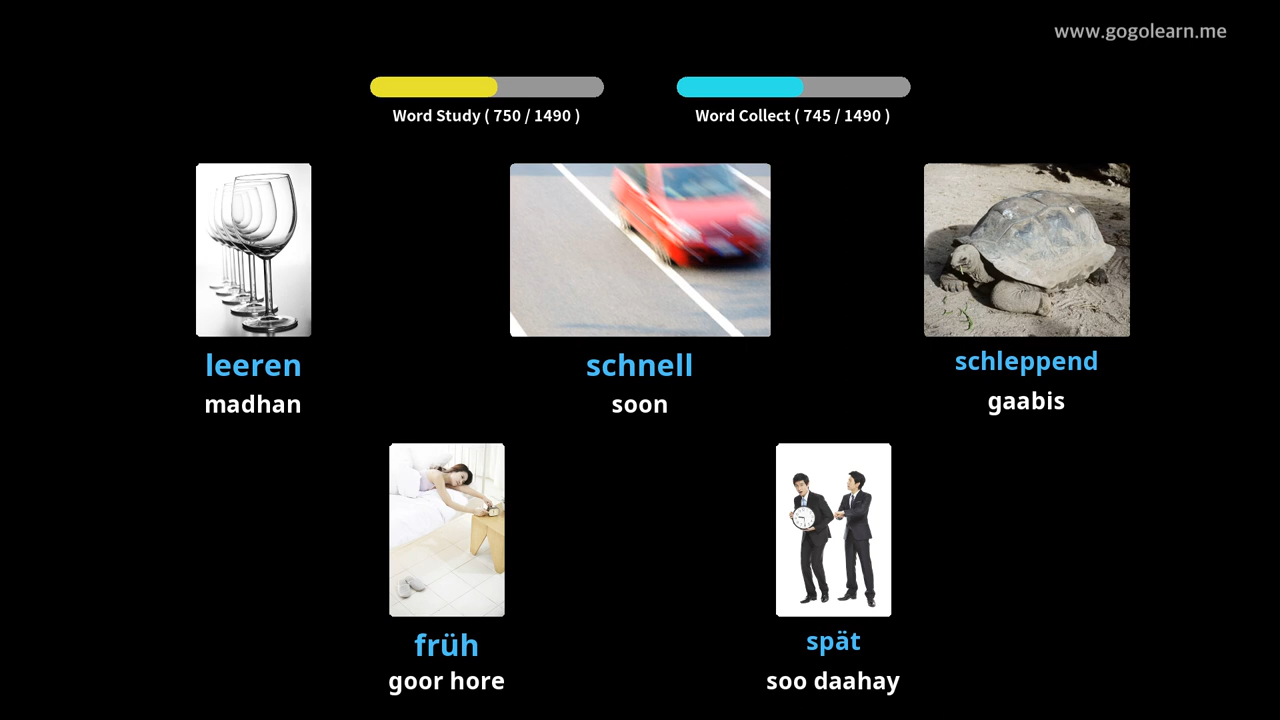 www.gogolearn.me
Word Study ( 750 / 1490 )
Word Collect ( 745 / 1490 )
leeren
madhan
schnell
soon
schleppend
gaabis
früh
goor hore
spät
soo daahay